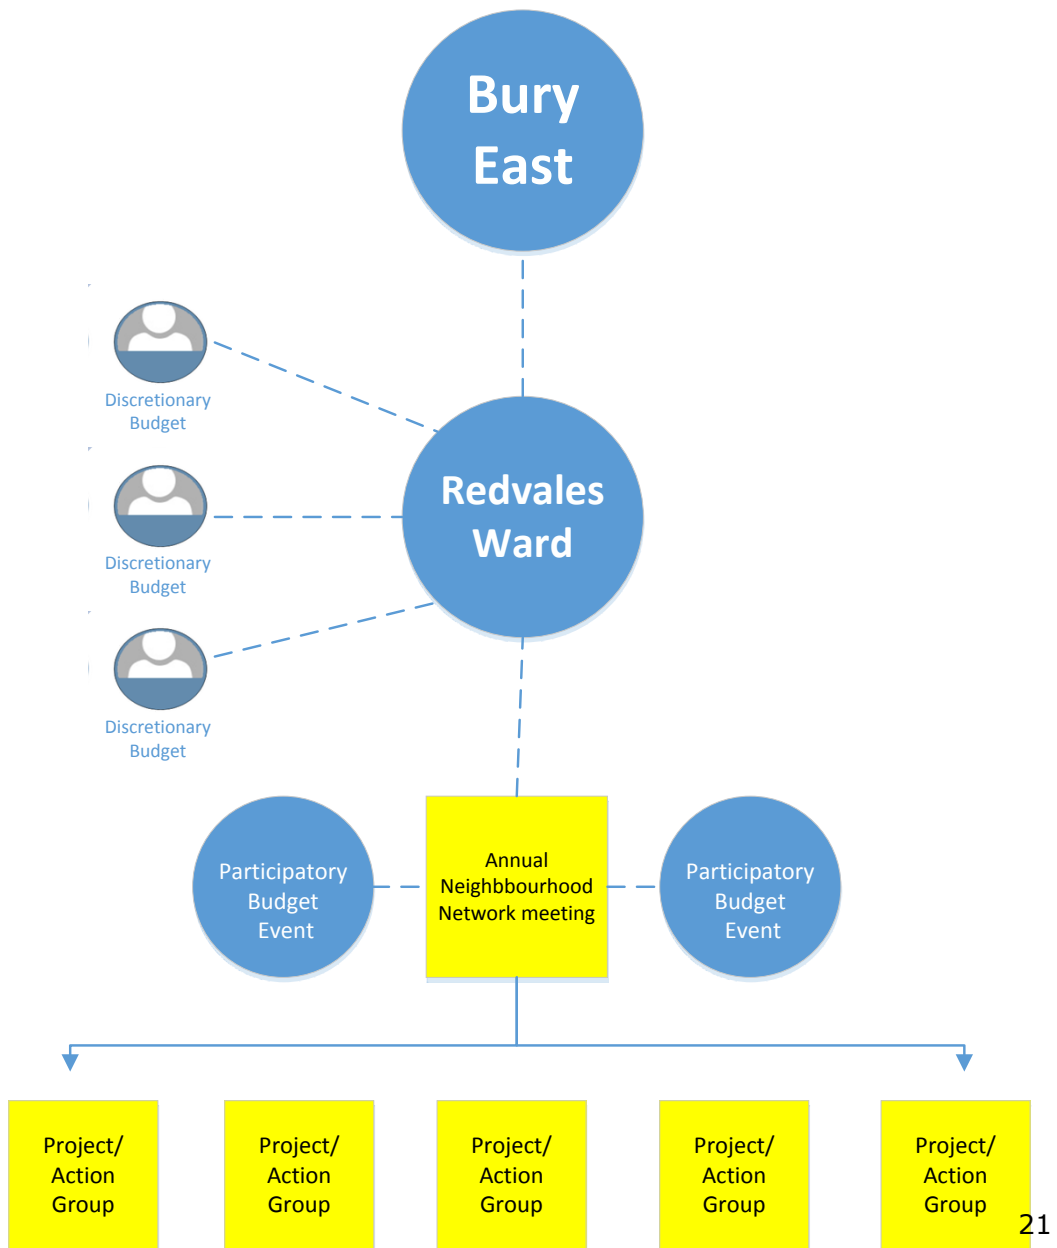 Bury
East
Discretionary
Budget
Discretionary
Budget
Discretionary
Budget
Redvales
Ward
Participatory
Budget
Event
Annual
Neighbbourhood
Network meeting
Participatory
Budget
Event
Project/
Action
Group
Project/
Action
Group
Project/
Action
Group
Project/
Action
Group
Project/
Action
Group
21